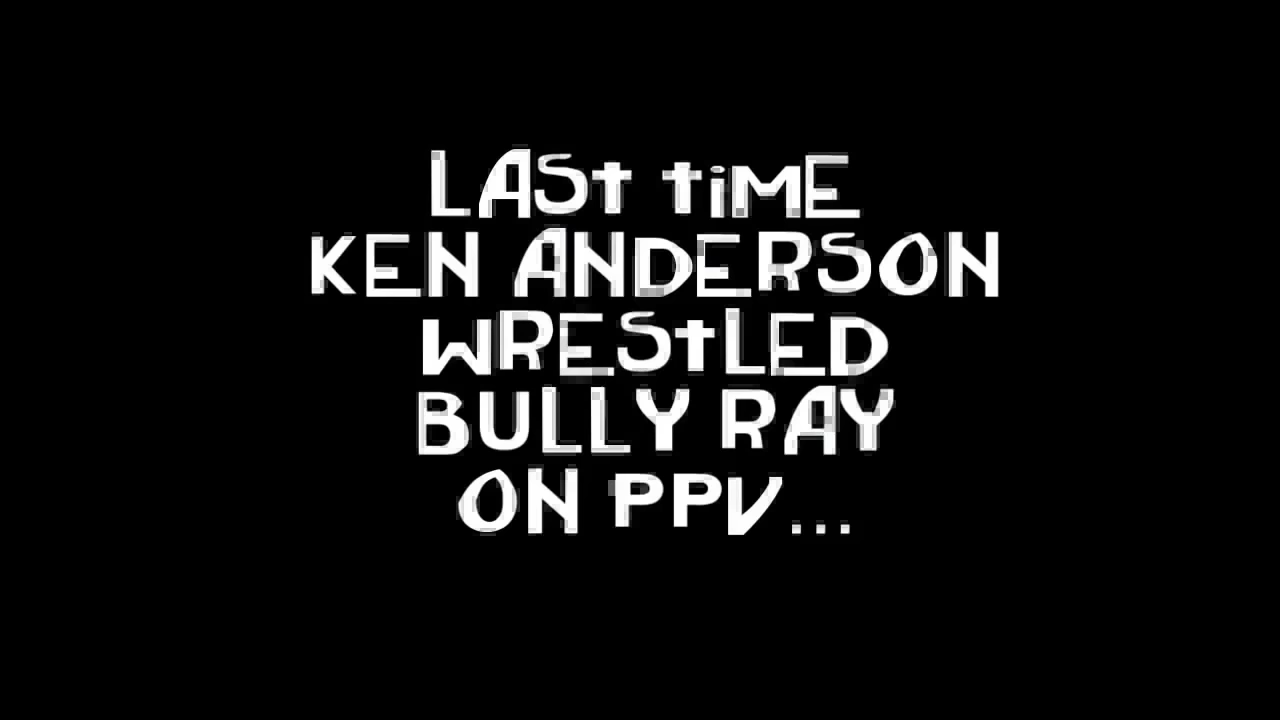 LAST TiME
KEN ANDERSON
WRESTLED
BULLY RAY
ON PPV...